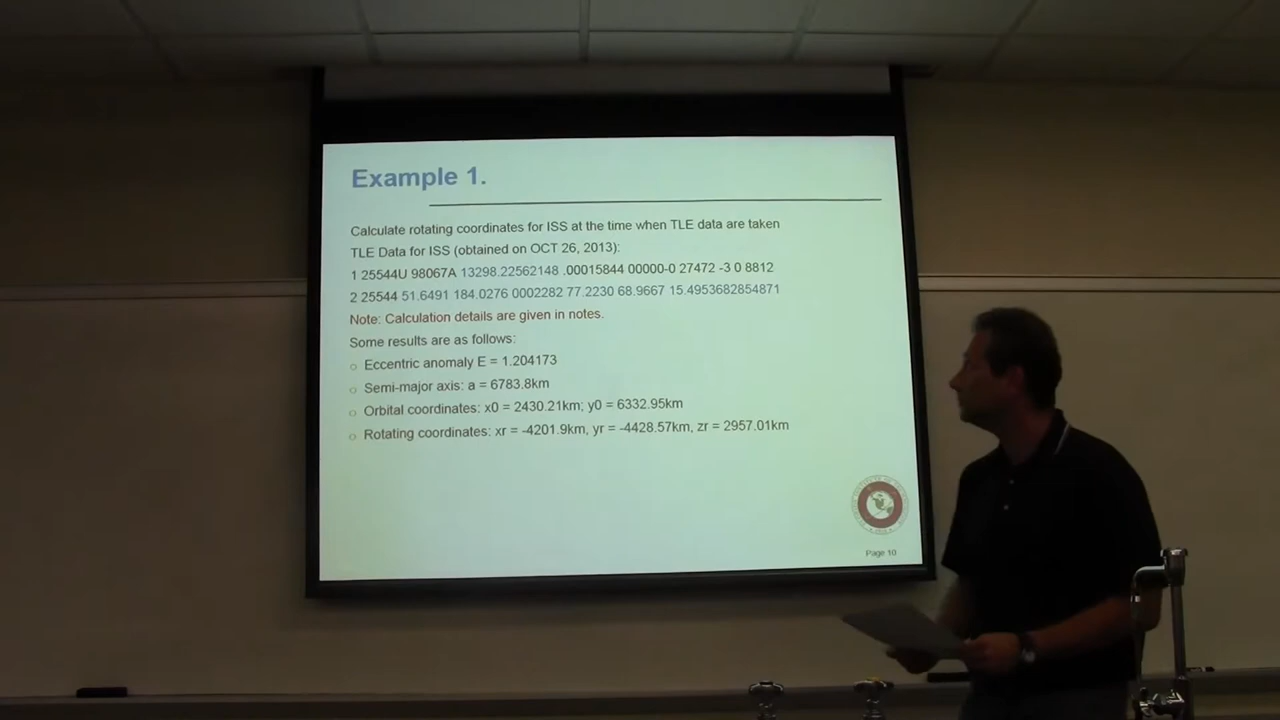 Example 1.
Calculate rotating coordinates for ISS at the time when TLE data are taken
TLE Data for ISS (obtained on OCT 26, 2013):
1 25544U 98067A 13298.22562148 .00015844 00000-0 27472 -3 0 8812
2 25544 51.6491 184.0276 0002282 77.2230 68.9667 15.4953682854871
Note: Calculation details are given in notes.
Some results are as follows:
Eccentric anomaly E = 1.204173
Semi-major axis: a = 6783.8km
Orbital coordinates: x0 = 2430.21km; y0 = 6332.95km
Rotating coordinates: xr = -4201.9km, yr = -4428.57km, zr = 2957.01km
Page 10